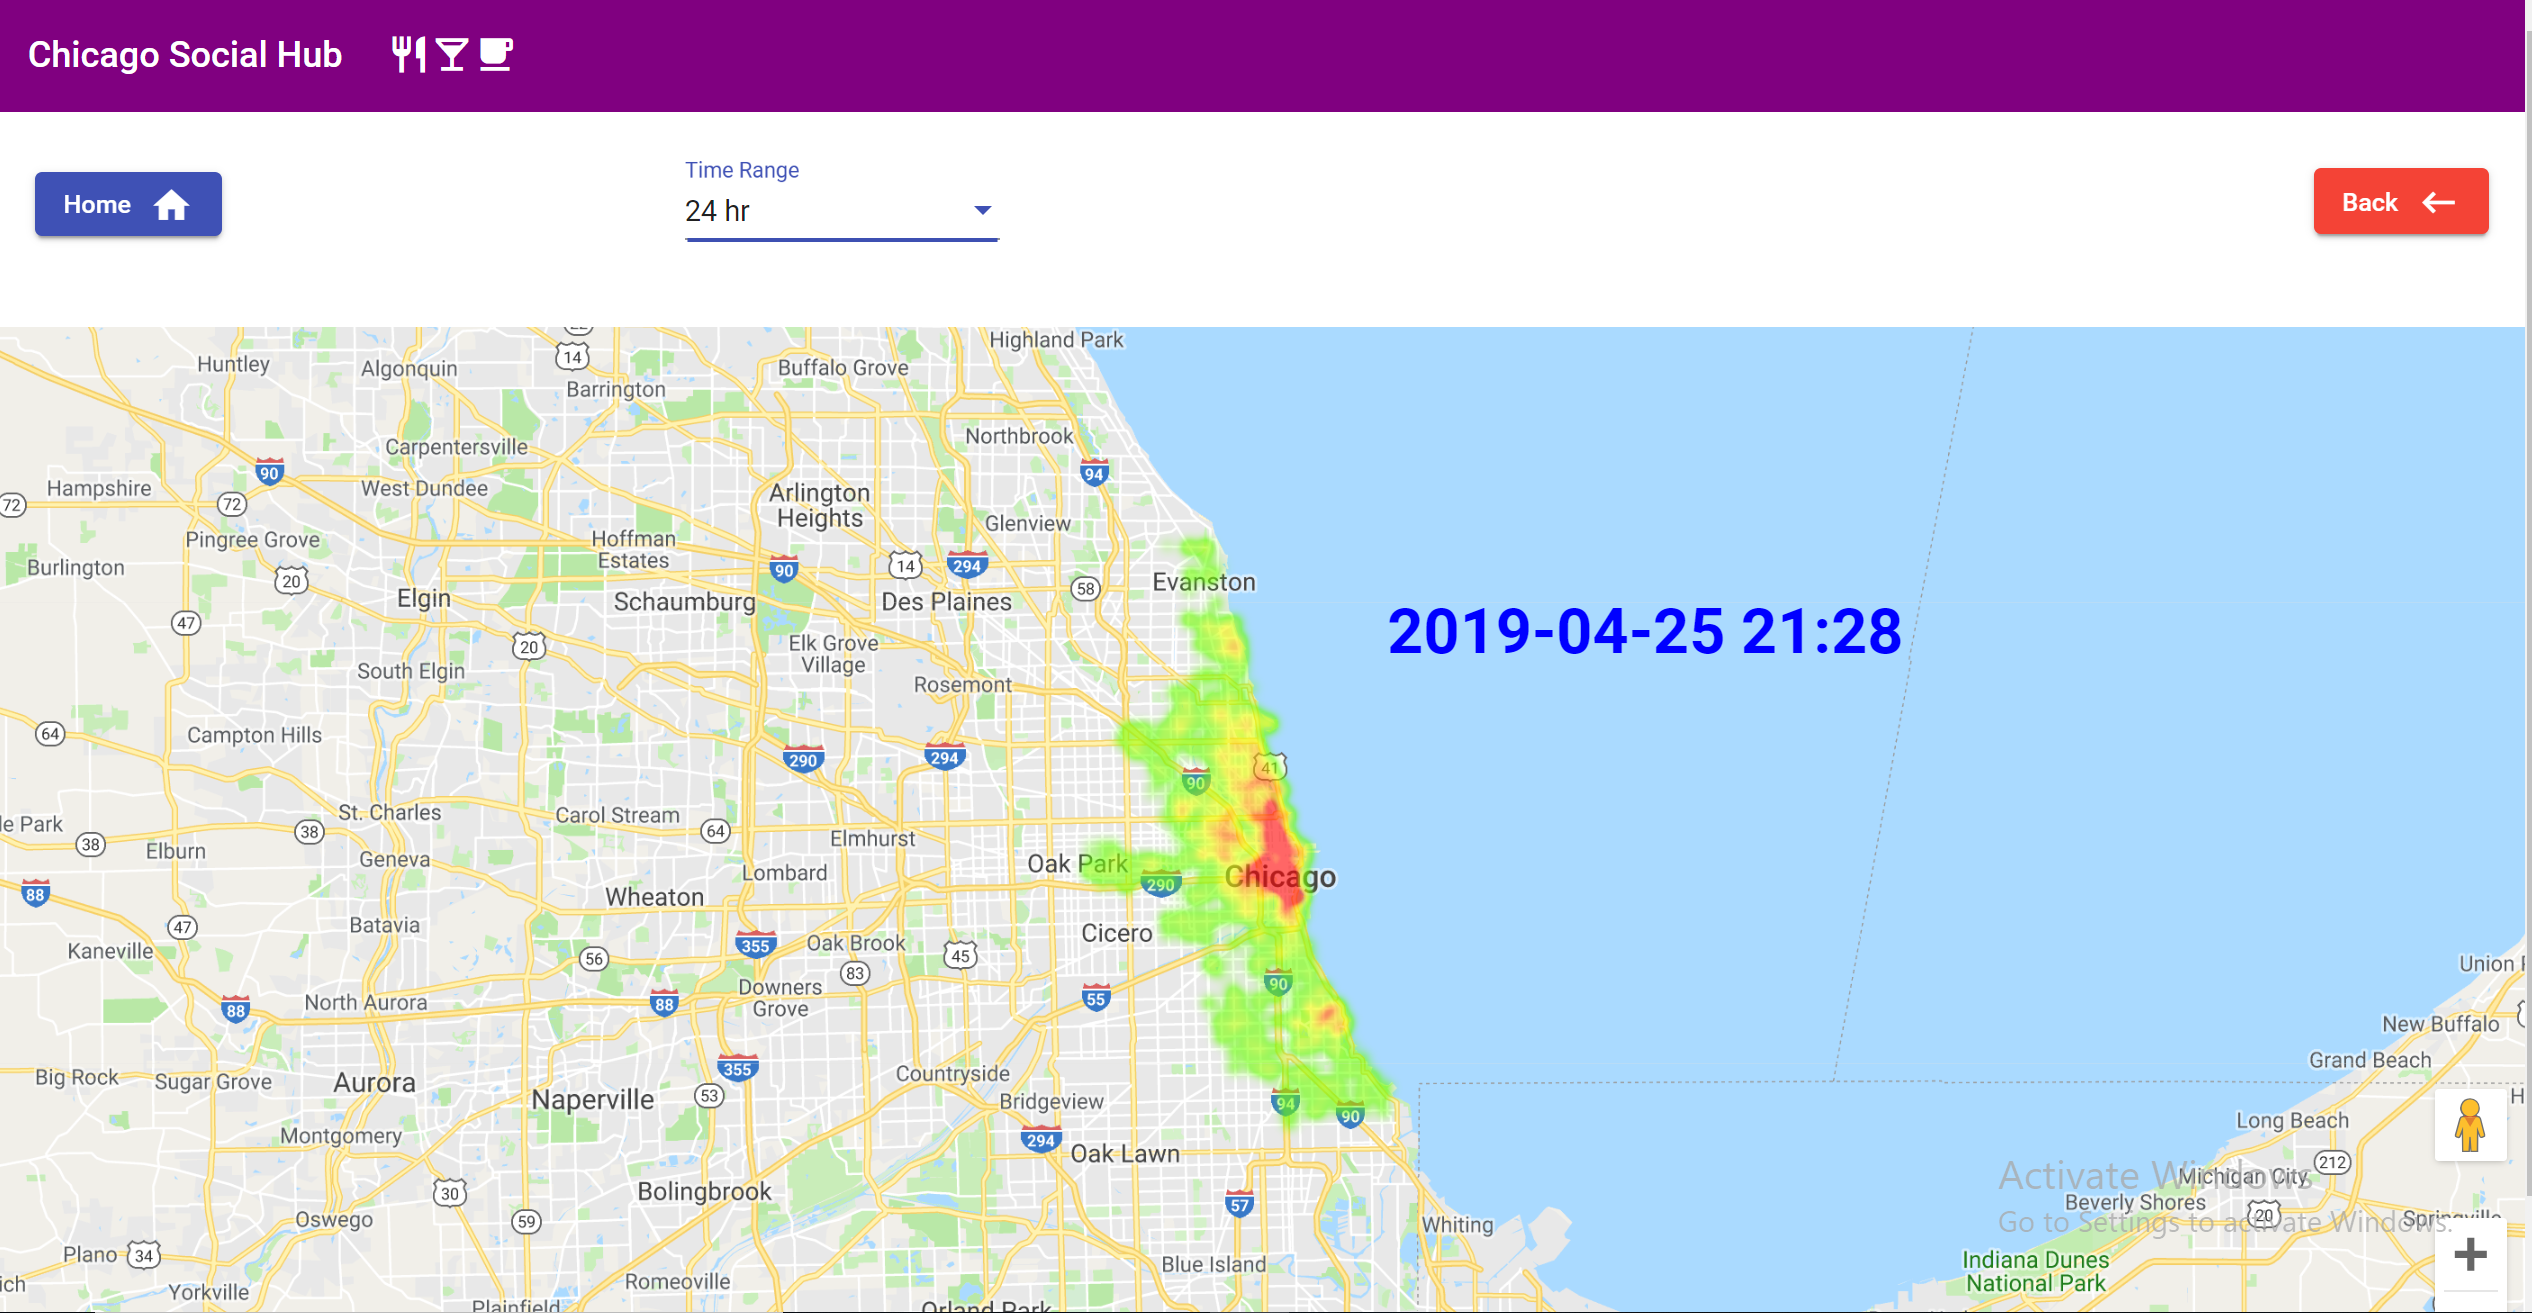 Chicago Social Hub
Time Range
Home
24 hr
Back
Highland Park
14
Huntley
Algonquin
Buffalo Grove
Barrington
Northbrook
Carpentersville
90
94
Hampshire
West Dundee
Arlington
Heights
72
72
Glenview
Pingree Grove
Hoffman
Estates
14
294
Burlington
20
90
58
Evanston
Elgin
Schaumburg
Des Plaines
47
20
Elk Grove
Village
2019-04-25 21:28
South Elgin
Rosemont
64
Campton Hills
290
294
41
90
St. Charles
Carol Stream
64
le Park
38
38
Elmhurst
Elburn
Geneva
Lombard
Oak Park
290
Chicago
88
Wheaton
47
Batavia
Cicero
Kaneville
56
355
Oak Brook
45
Union
83
88
North Aurora
88
Downers
Grove
55
90
New Buffalo
Grand Beach
Big Rock
Sugar Grove
Aurora
355
Countryside
Naperville
53
Bridgeview
94
90
Long Beach
Montgomery
294
Oak Lawn
212
Activate Windows
Michigan City
Bolingbrook
30
57
Beverly Shores
20
Oswego
59
Whiting
Go to Settings to activate Windows.
Springville
Plano
34
Blue Island
Indiana Dunes
National Park
ich
Yorkville
Romeoville
Plainfield
Orland Park